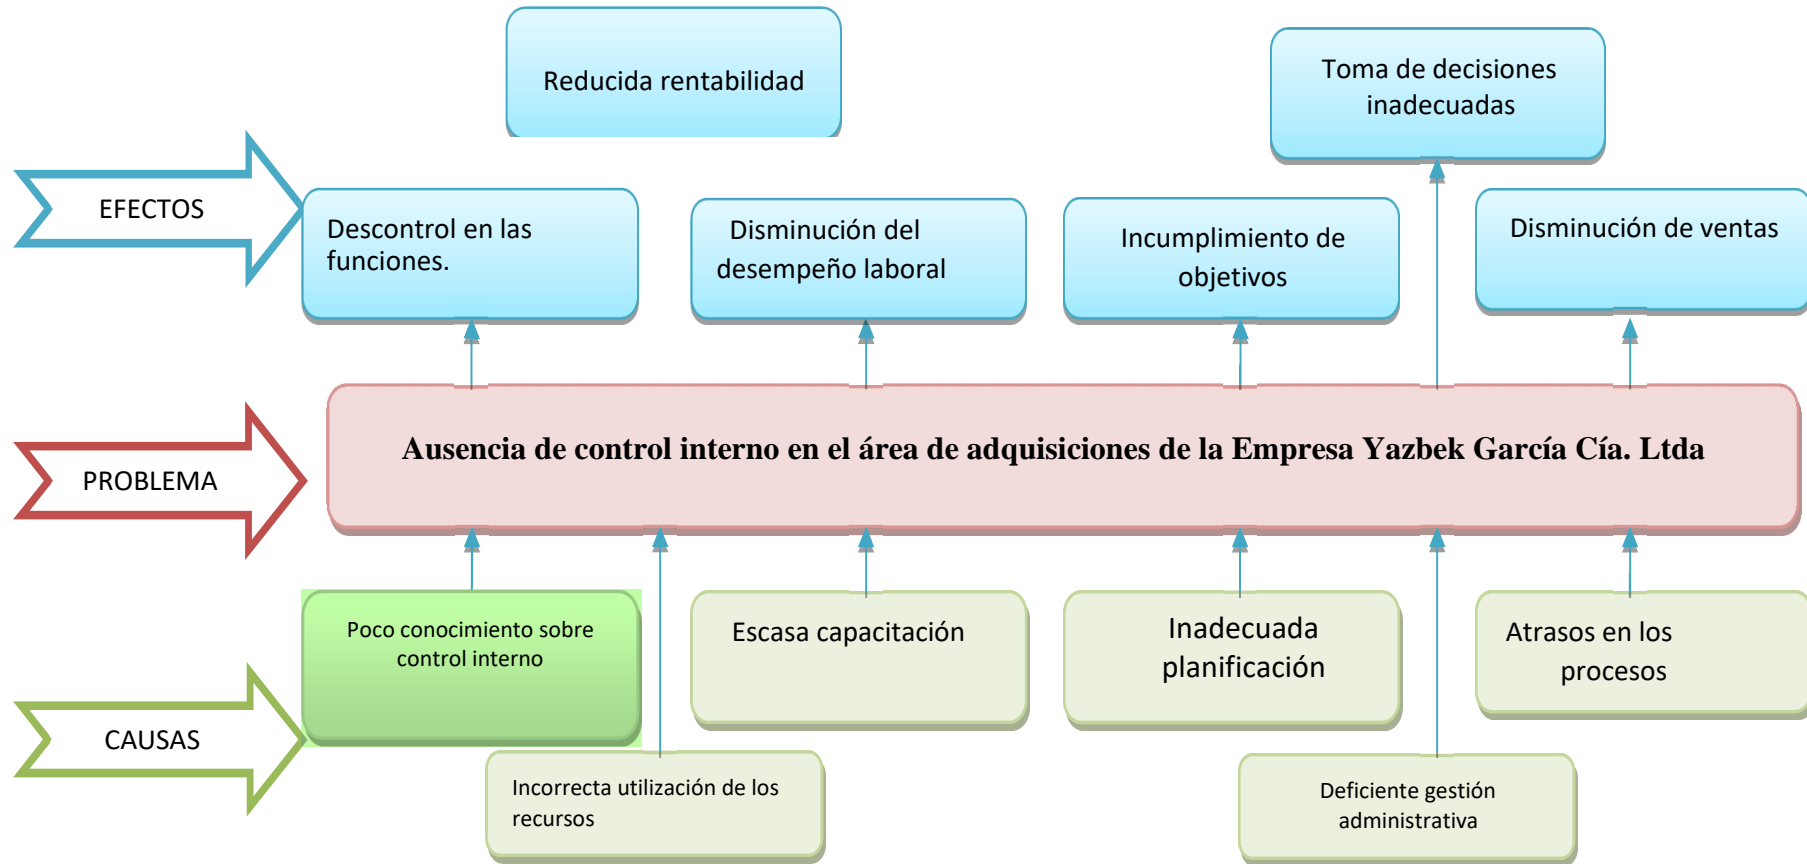 Reducida rentabilidad
Toma de decisiones
inadecuadas
EFECTOS
Descontrol en las
funciones.
Disminución del
desempeño laboral
Incumplimiento de
objetivos
Disminución de ventas
PROBLEMA
Ausencia de control interno en el área de adquisiciones de la Empresa Yazbek García Cía. Ltda
CAUSAS
Poco conocimiento sobre
control interno
Escasa capacitación
Inadecuada
planificación
Atrasos en los
procesos
Incorrecta utilización de los
recursos
Deficiente gestión
administrativa